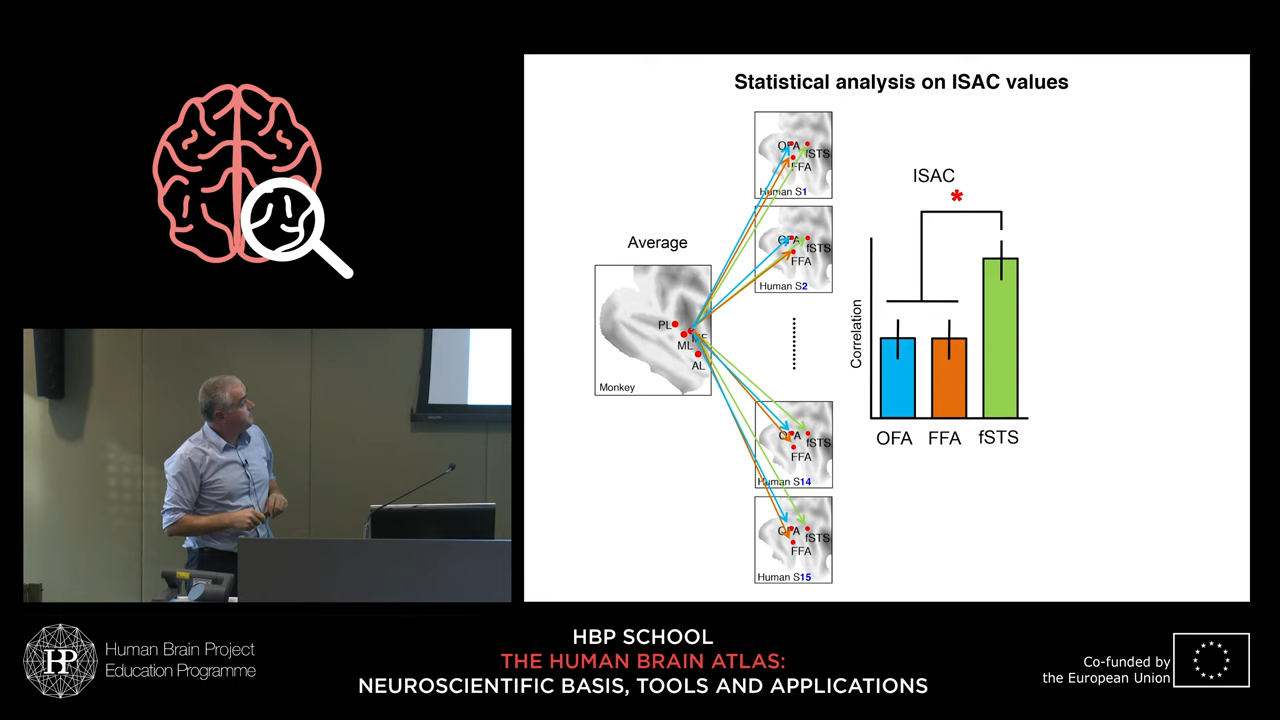 Statistical analysis on ISAC values
Average
PL
ML
AL
Monkey
OFA
fSTS
FFA
Human S1
OFA
fSTS
FFA
Human S2
OFA
fSTS
FFA
Human S14
OFA
fSTS
FFA
Human S15
ISAC
*
Correlation
OFA FFA fSTS
HBP
Human Brain Project
Education Programme
HBP SCHOOL
THE HUMAN BRAIN ATLAS:
NEUROSCIENTIFIC BASIS, TOOLS AND APPLICATIONS
Co-funded by
the European Union